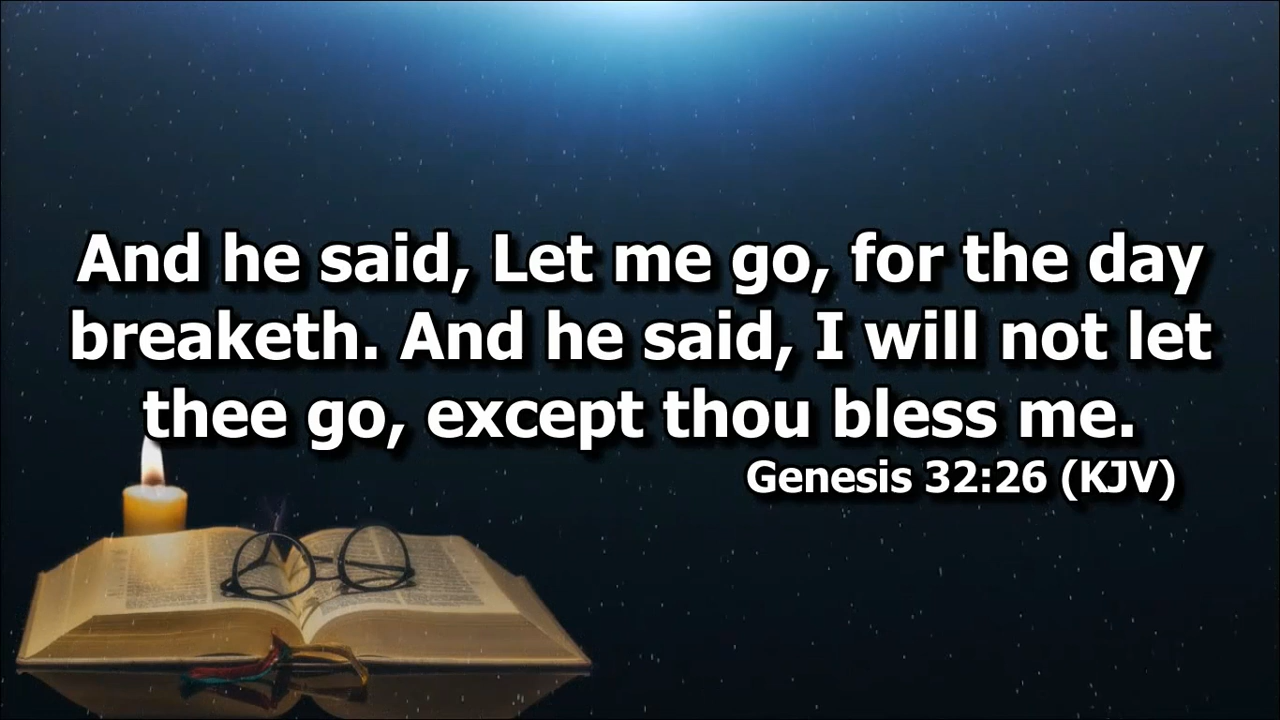 And he said, Let me go, for the day
breaketh. And he said, I will not let
thee go, except thou bless me.
Genesis 32:26 (KJV)